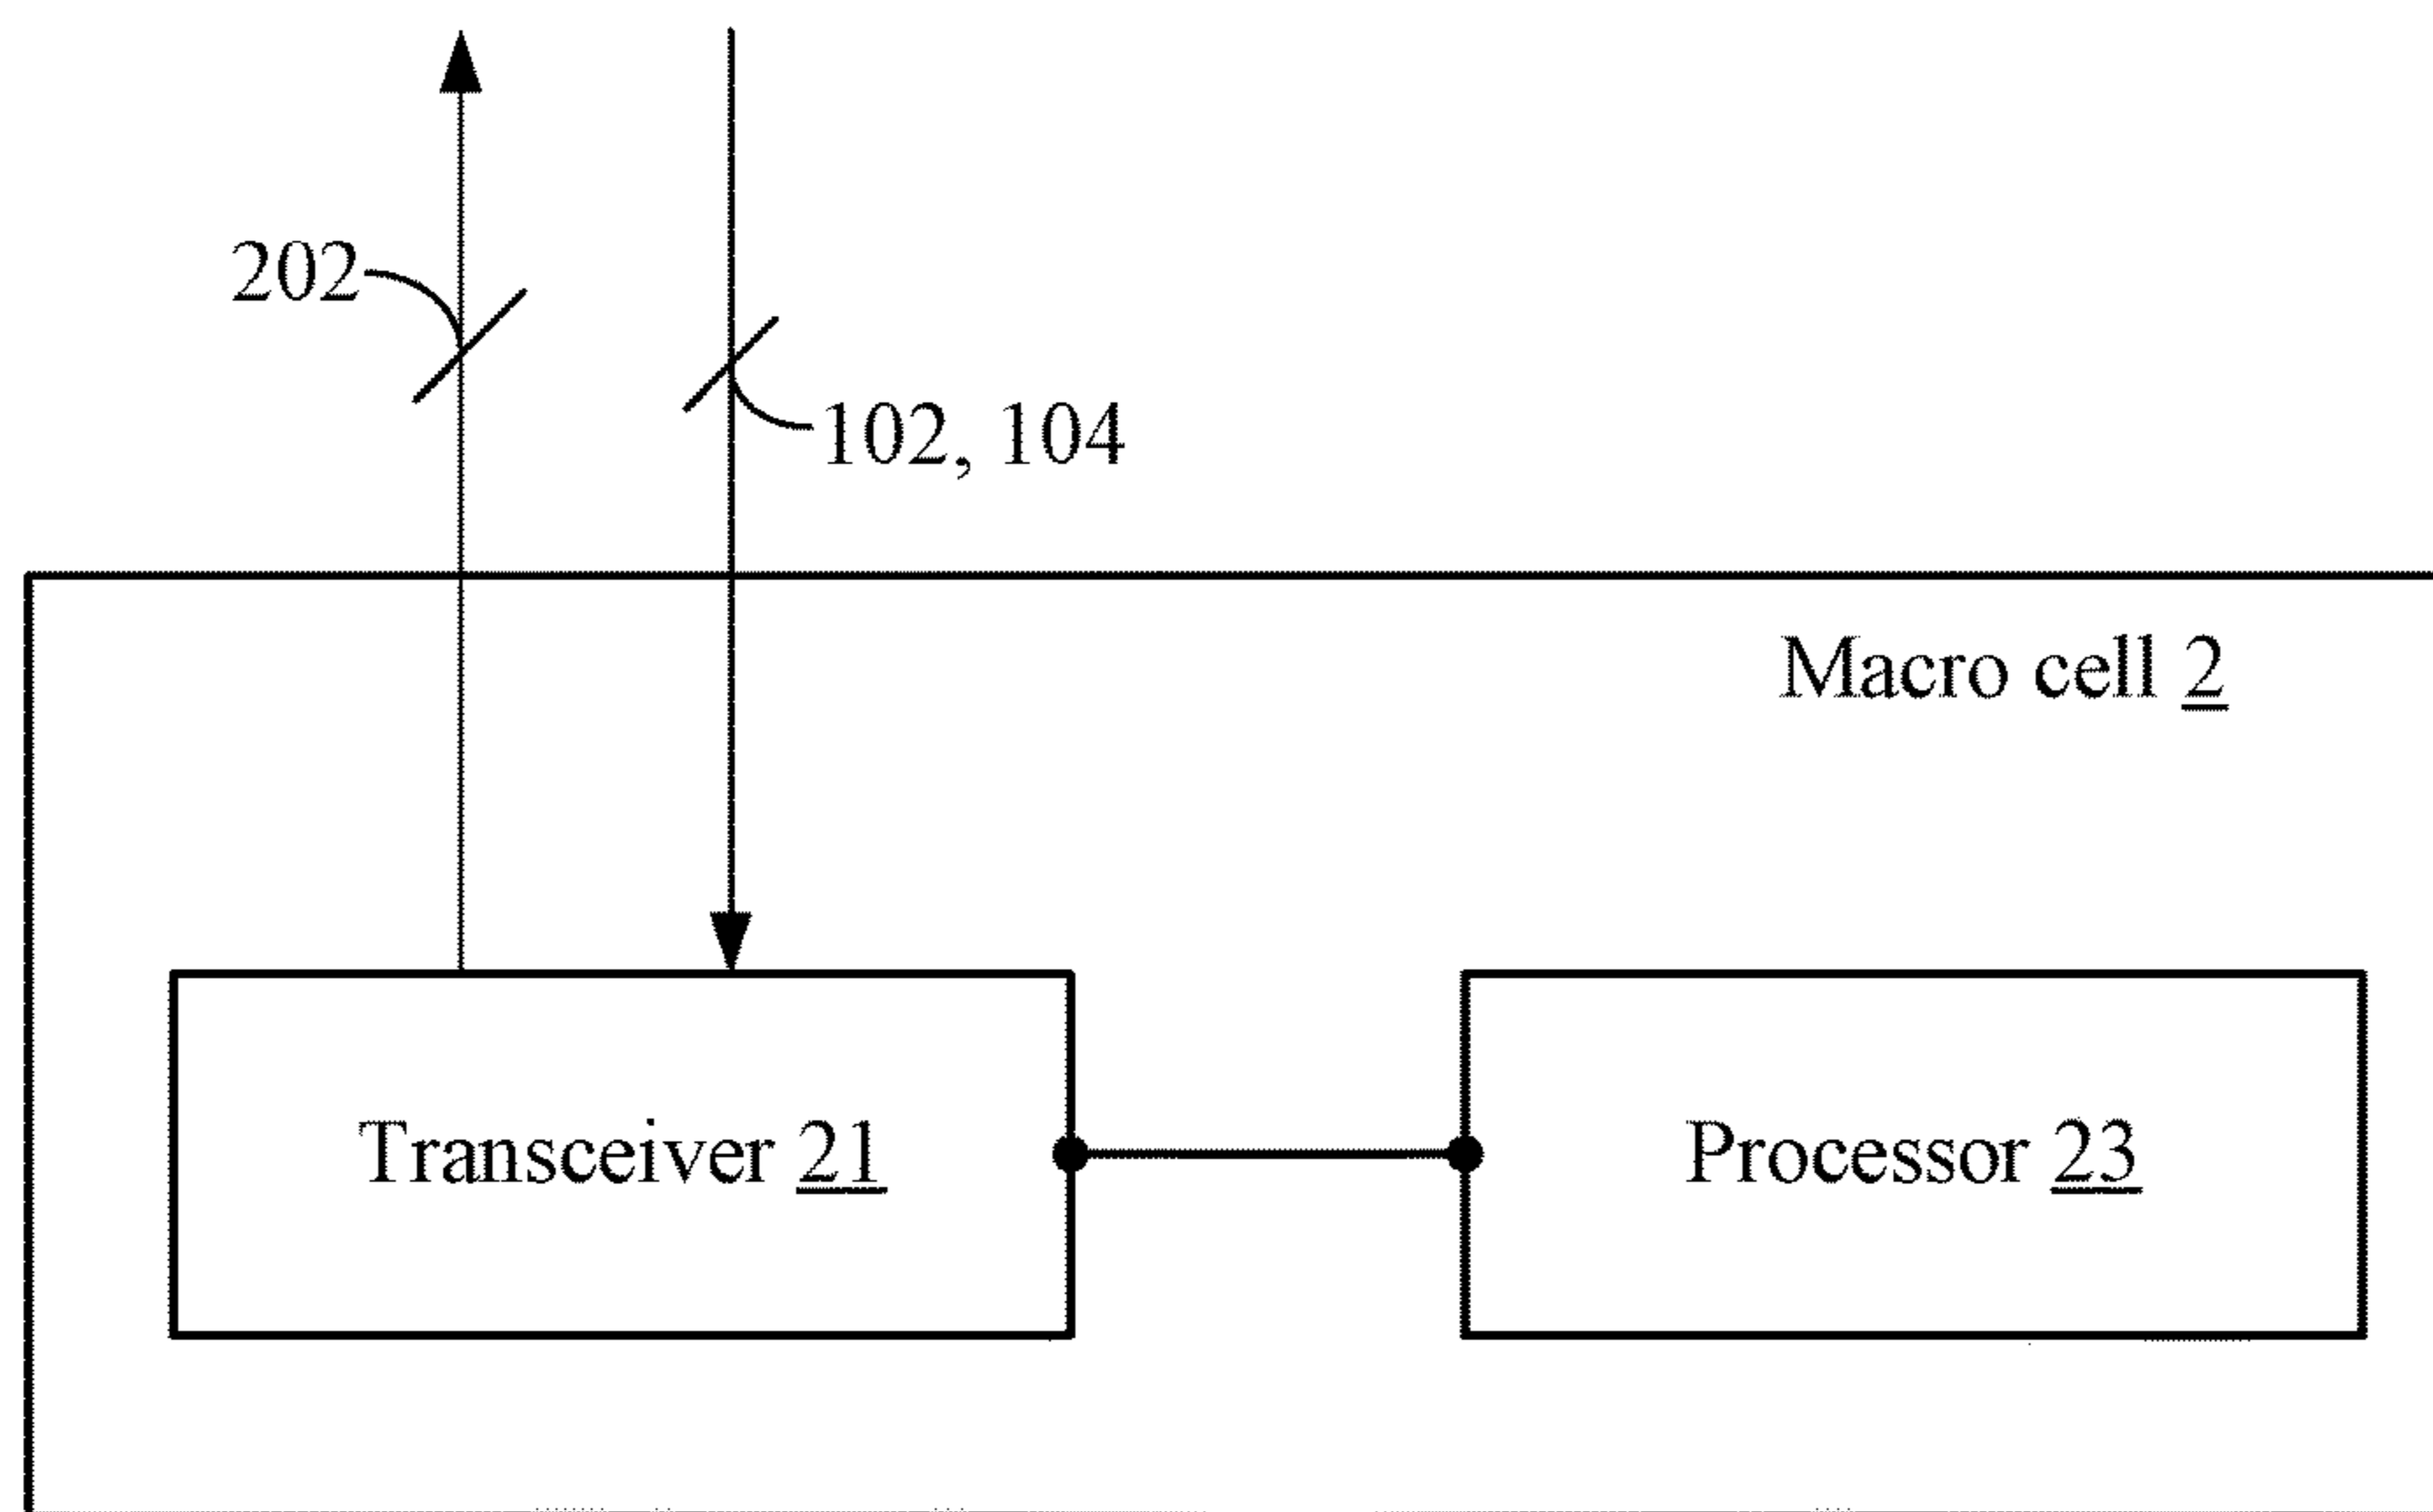 202
102, 104
Macro cell 2
Transceiver 21
Processor 23